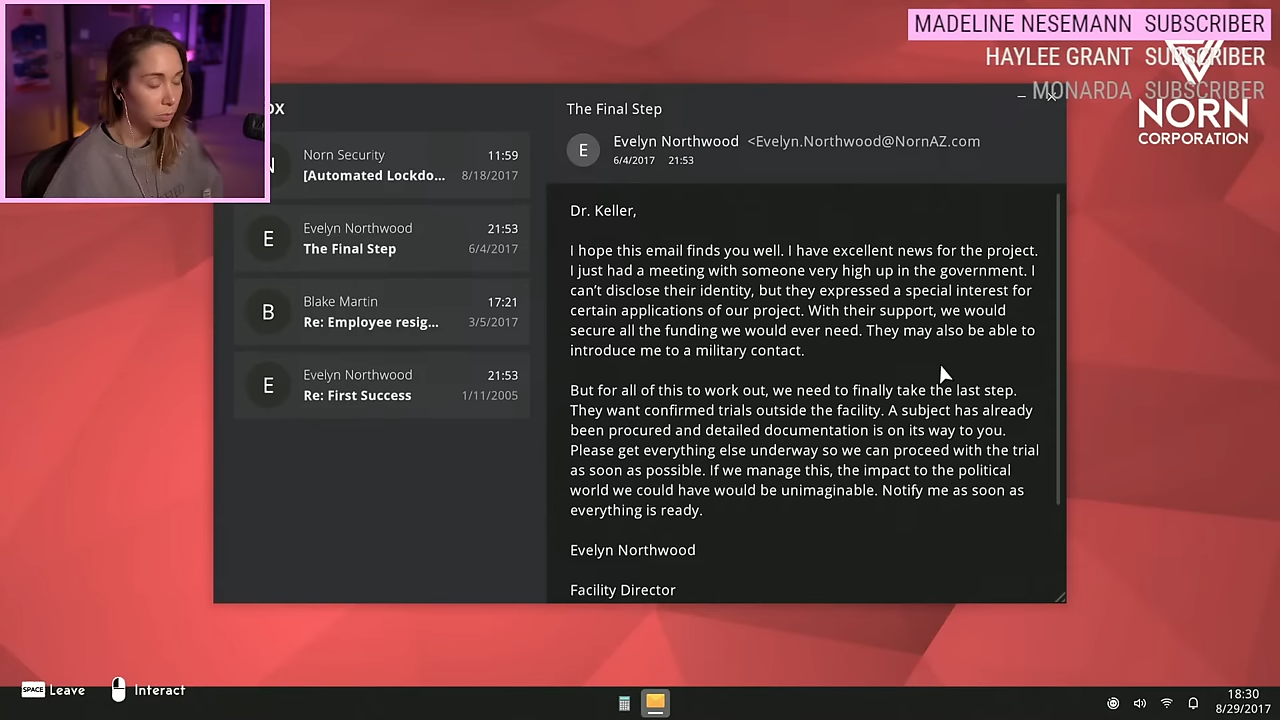 MADELINE NESEMANN SUBSCRIBER
HAYLEE GRANT SUBSCRIBER
MONARDA SUBSCRIBER
NORN
CORPORATION
The Final Step
E
Evelyn Northwood <Evelyn.Northwood@NornAZ.com
6/4/2017 21:53
Norn Security 11:59
[Automated Lockdo... 8/18/2017
E
Evelyn Northwood 21:53
The Final Step 6/4/2017
B
Blake Martin 17:21
Re: Employee resig... 3/5/2017
E
Evelyn Northwood 21:53
Re: First Success 1/11/2005
Dr. Keller,
I hope this email finds you well. I have excellent news for the project.
I just had a meeting with someone very high up in the government. I
can't disclose their identity, but they expressed a special interest for
certain applications of our project. With their support, we would
secure all the funding we would ever need. They may also be able to
introduce me to a military contact.
But for all of this to work out, we need to finally take the last step.
They want confirmed trials outside the facility. A subject has already
been procured and detailed documentation is on its way to you.
Please get everything else underway so we can proceed with the trial
as soon as possible. If we manage this, the impact to the political
world we could have would be unimaginable. Notify me as soon as
everything is ready.
Evelyn Northwood
Facility Director
SPACE Leave Interact
18:30
8/29/2017